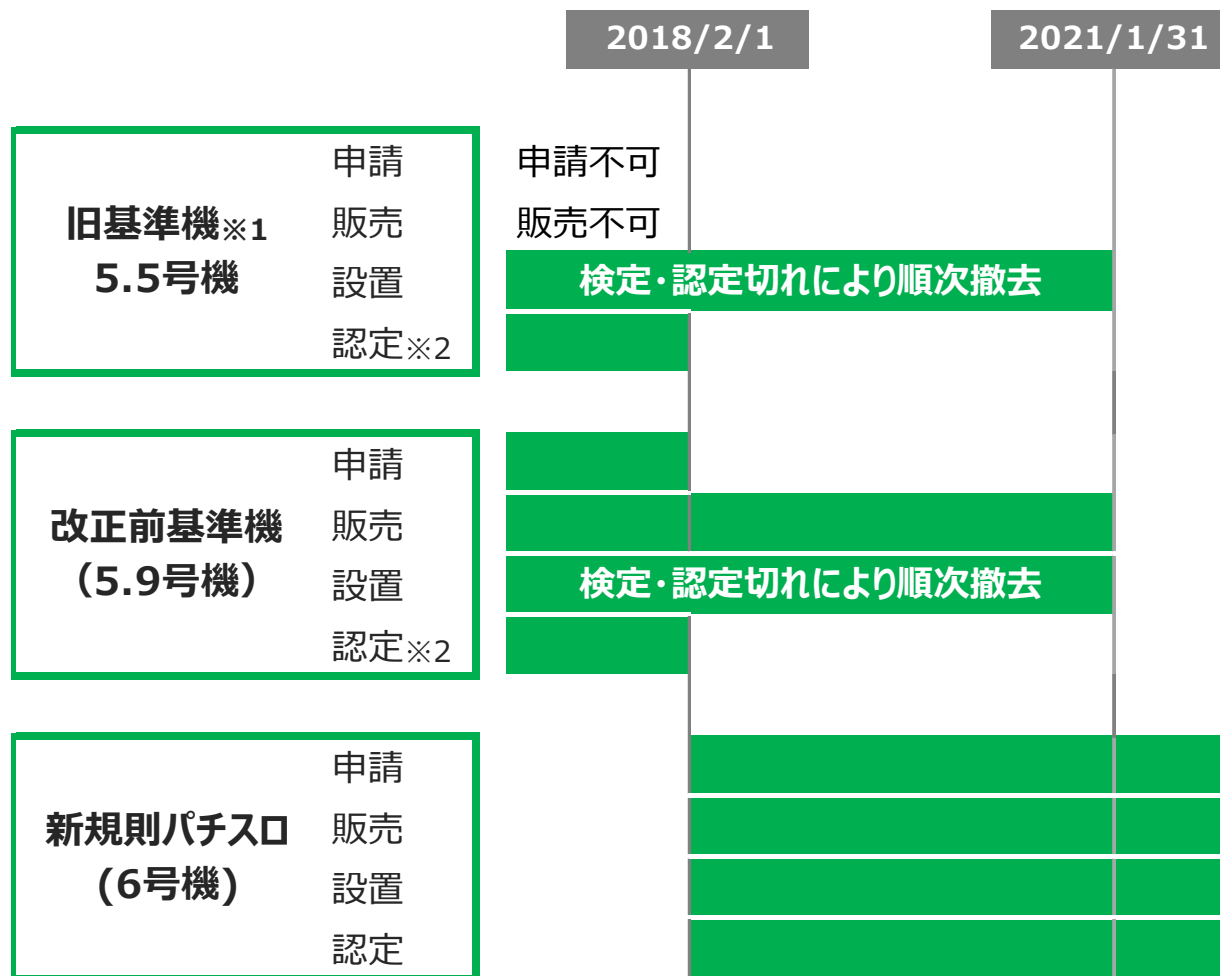 2018/2/1 2021/1/31
申請 申請不可
旧基準機※1 販売 販売不可
5.5号機 設置 検定・認定切れにより順次撤去
認定※2
申請
改正前基準機 販売
（5.9号機） 設置 検定・認定切れにより順次撤去
認定※2
申請
新規則パチスロ 販売
(6号機) 設置
認定